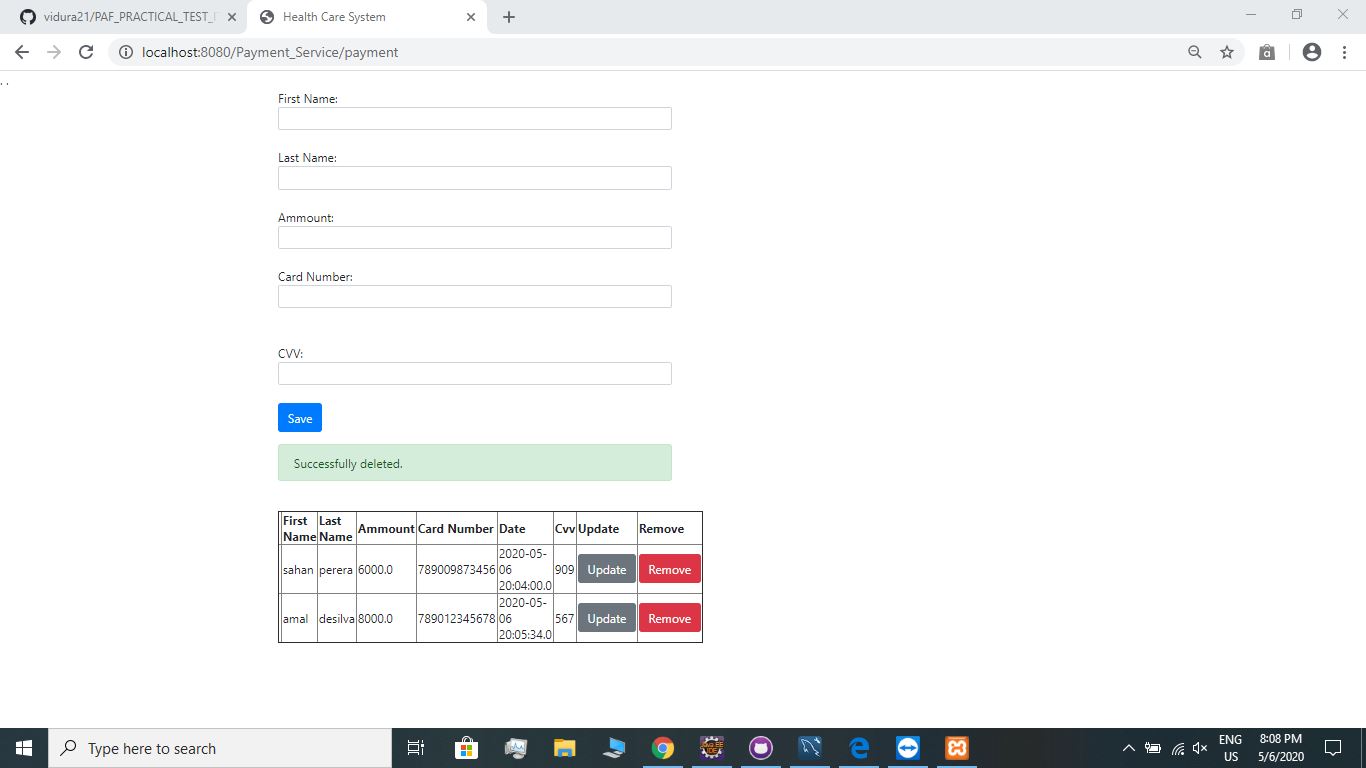 vidura21/PAF_PRACTICAL_TEST_IT
Health Care System
localhost:8080/Payment_Service/payment
. .
First Name:
Last Name:
Ammount:
Card Number:
CVV:
Save
Successfully deleted.
First Name Last Name Ammount Card Number Date Cvv Update Remove
sahan perera 6000.0 789009873456 2020-05-06 20:04:00.0 909 Update Remove
amal desilva 8000.0 789012345678 2020-05-06 20:05:34.0 567 Update Remove
Type here to search
ENG
US
8:08 PM
5/6/2020